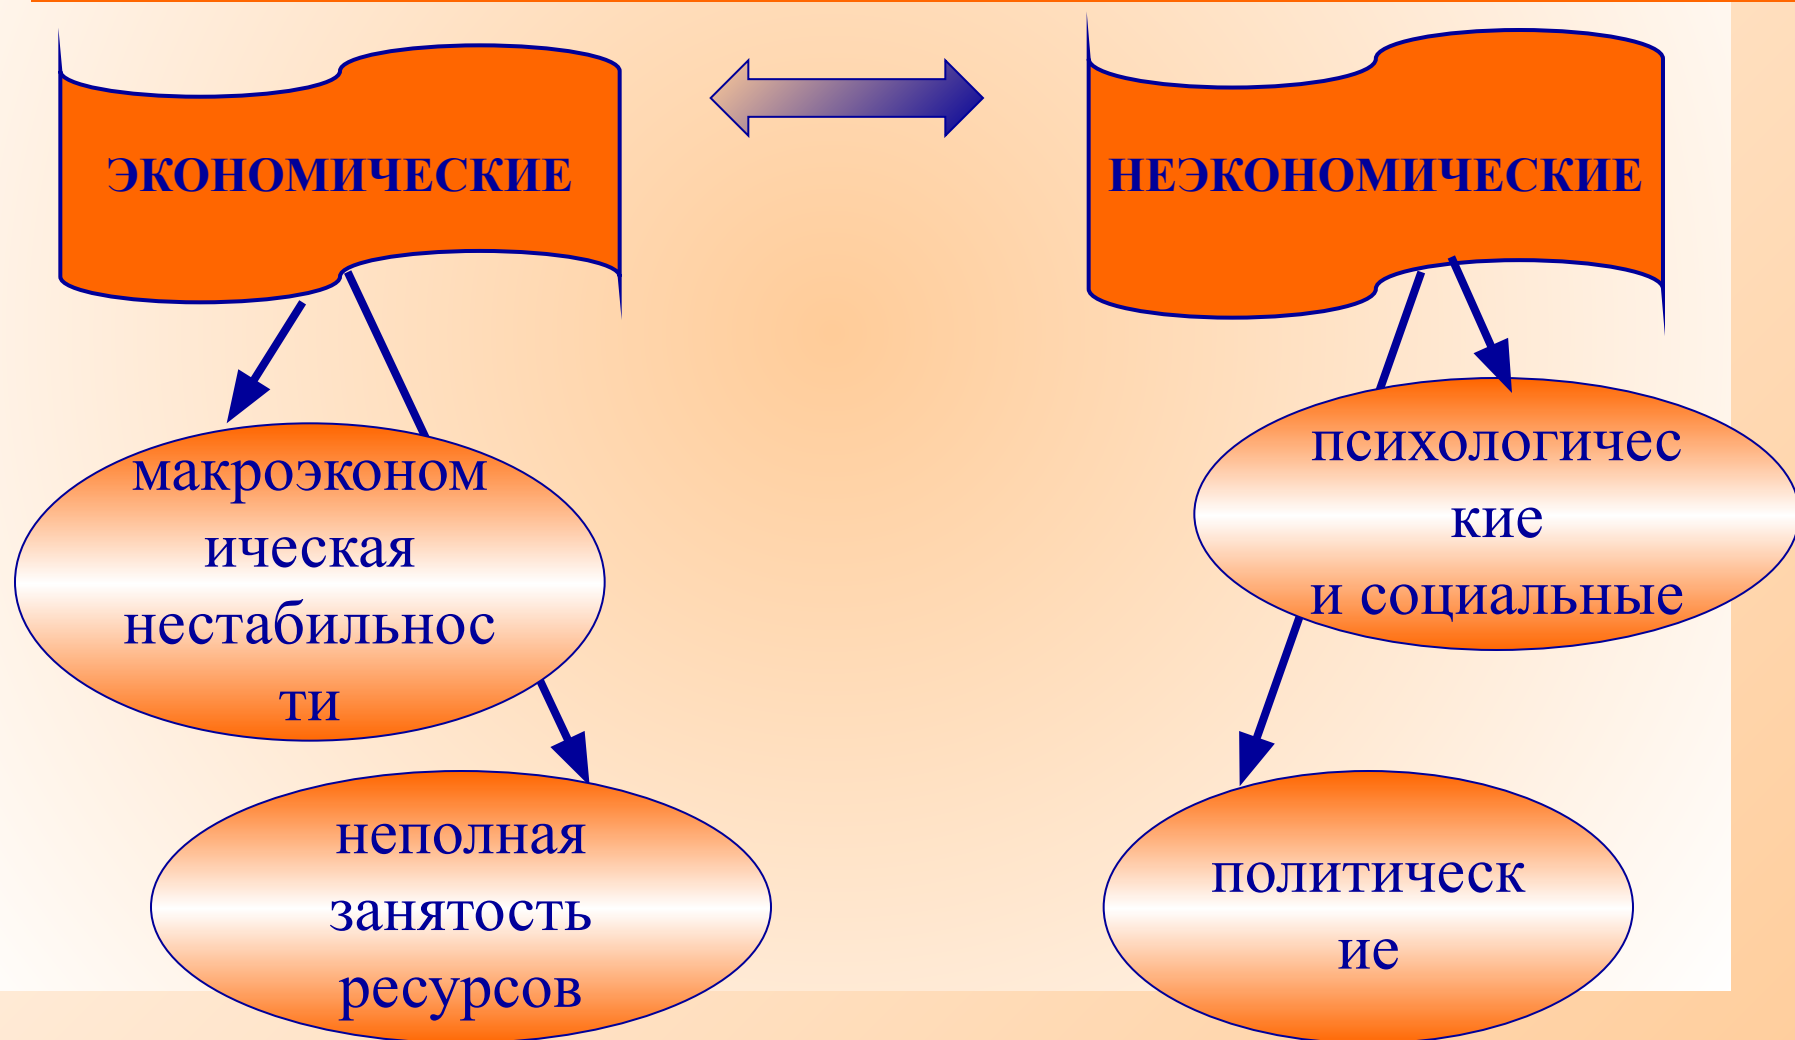 ЭКОНОМИЧЕСКИЕ
НЕЭКОНОМИЧЕСКИЕ
макроэконом
ическая
нестабильнос
ти
психологичес
кие
и социальные
неполная
занятость
ресурсов
политическ
ие